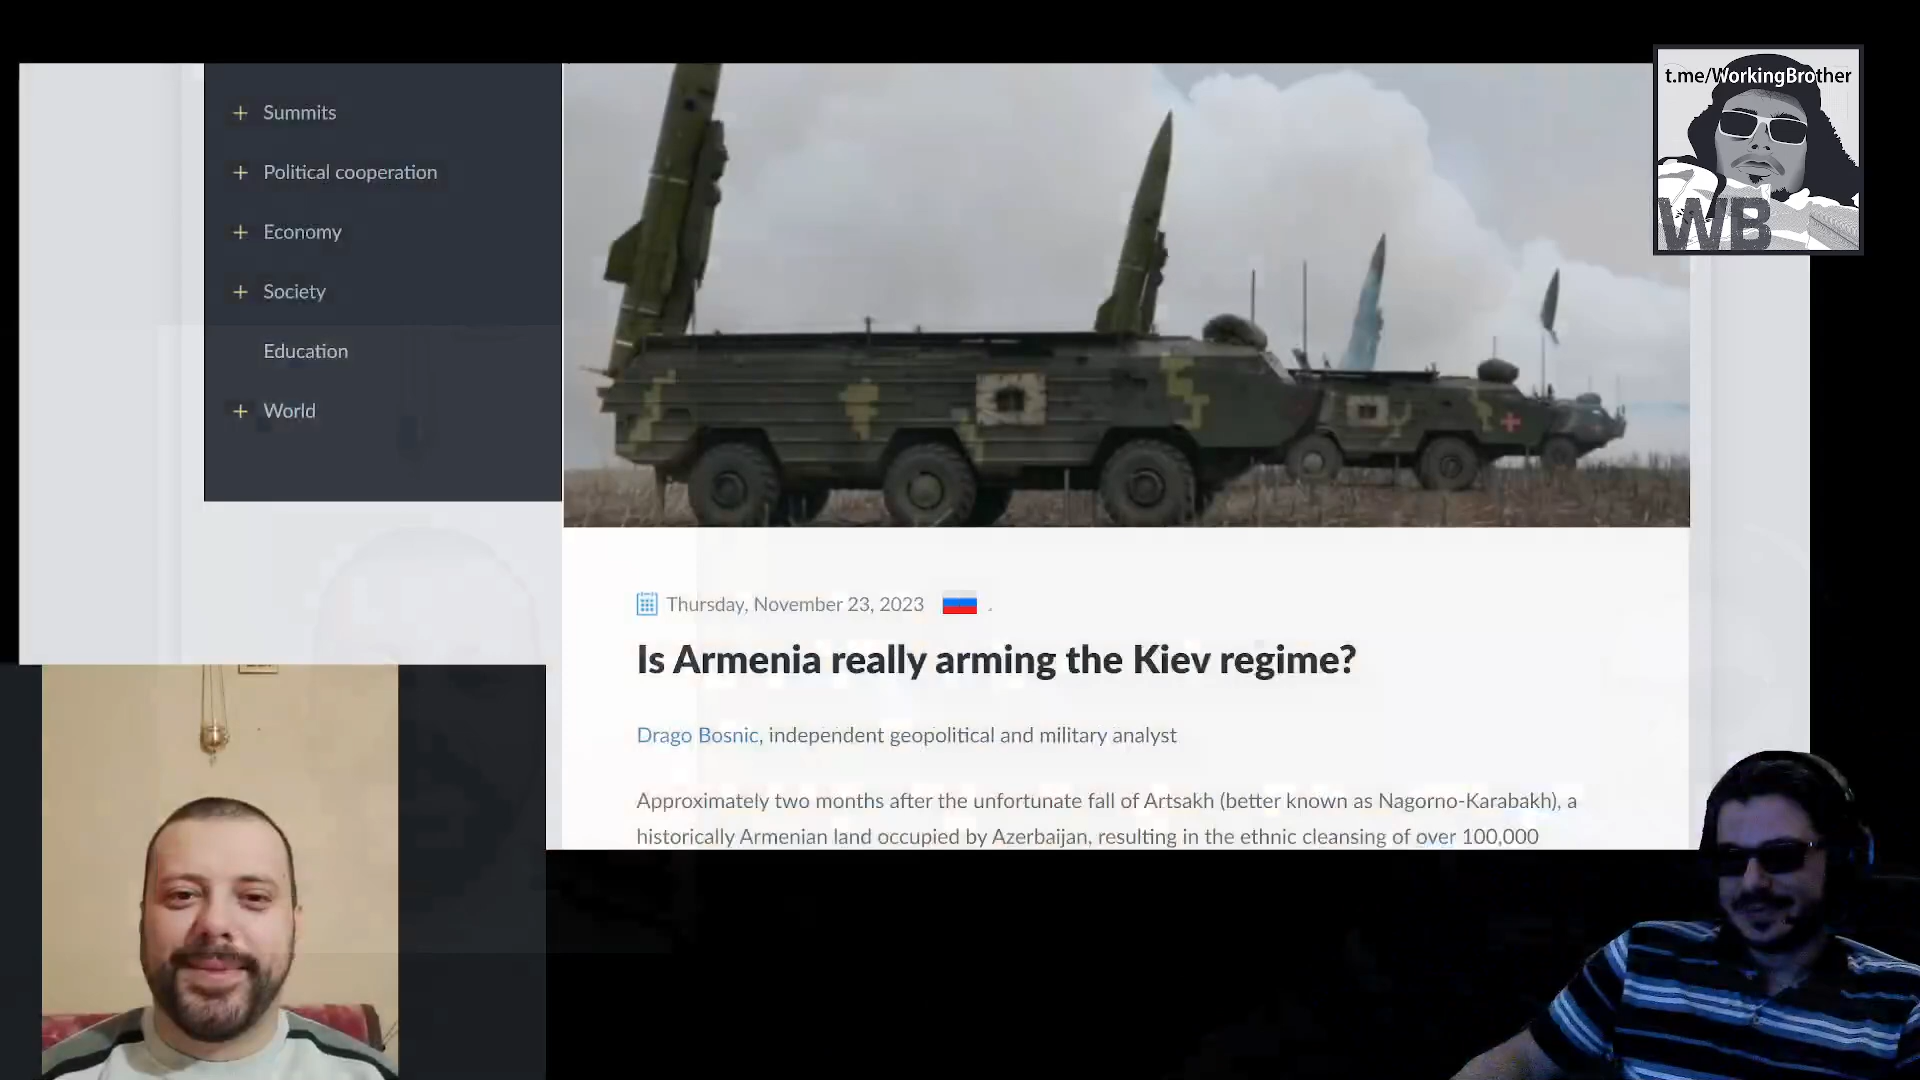 t.me/WorkingBrother
WB
+ Summits
+ Political cooperation
+ Economy
+ Society
Education
+ World
Thursday, November 23, 2023
Is Armenia really arming the Kiev regime?
Drago Bosnic, independent geopolitical and military analyst
Approximately two months after the unfortunate fall of Artsakh (better known as Nagorno-Karabakh), a
historically Armenian land occupied by Azerbaijan, resulting in the ethnic cleansing of over 100,000